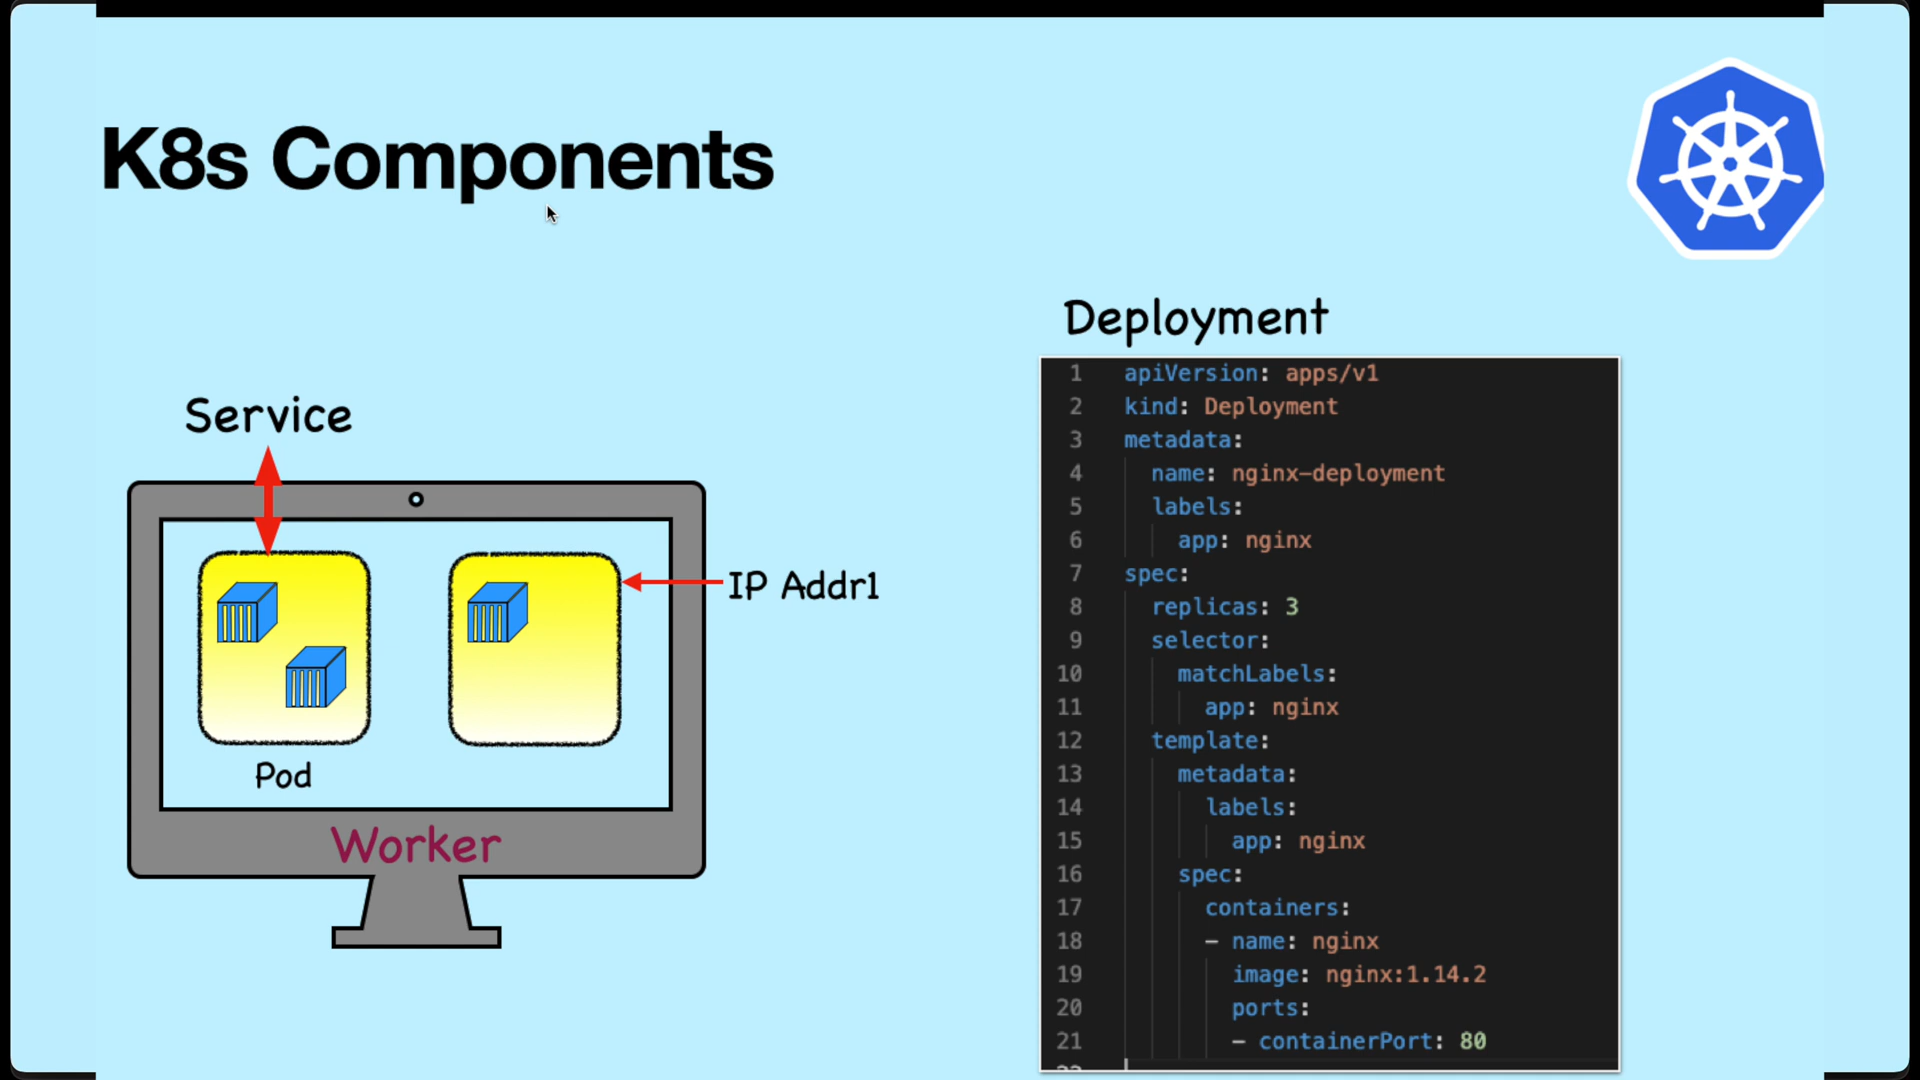 K8s Components
Service
IP Addr1
Pod
Worker
Deployment
1 apiVersion: apps/v1
2 kind: Deployment
3 metadata:
4 name: nginx-deployment
5 labels:
6 app: nginx
7 spec:
8 replicas: 3
9 selector:
10 matchLabels:
11 app: nginx
12 template:
13 metadata:
14 labels:
15 app: nginx
16 spec:
17 containers:
18 - name: nginx
19 image: nginx:1.14.2
20 ports:
21 - containerPort: 80